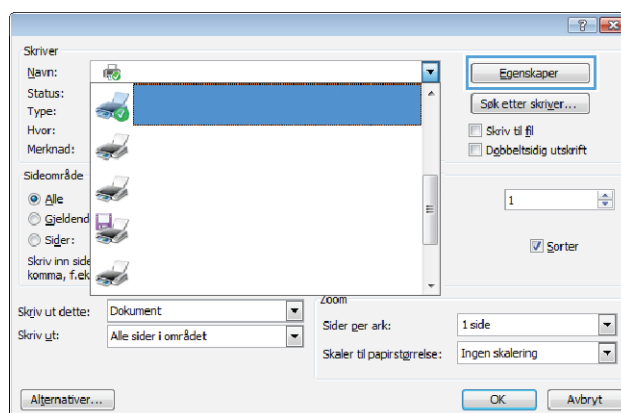 Skriver
Navn:
Egenskaper
Status:
Søk etter skriver...
Type:
Hvor:
Skriv til fil
Merknad:
Dobbeltsidig utskrift
Sideområde
Alle
1
Gjeldend
Sider:
Sorter
Skriv inn side
komma, f.ek
Zoom
Skriv ut dette: Dokument
Sider per ark: 1 side
Skriv ut: Alle sider i området
Skaler til papirstørrelse: Ingen skalering
Alternativer... OK Avbryt